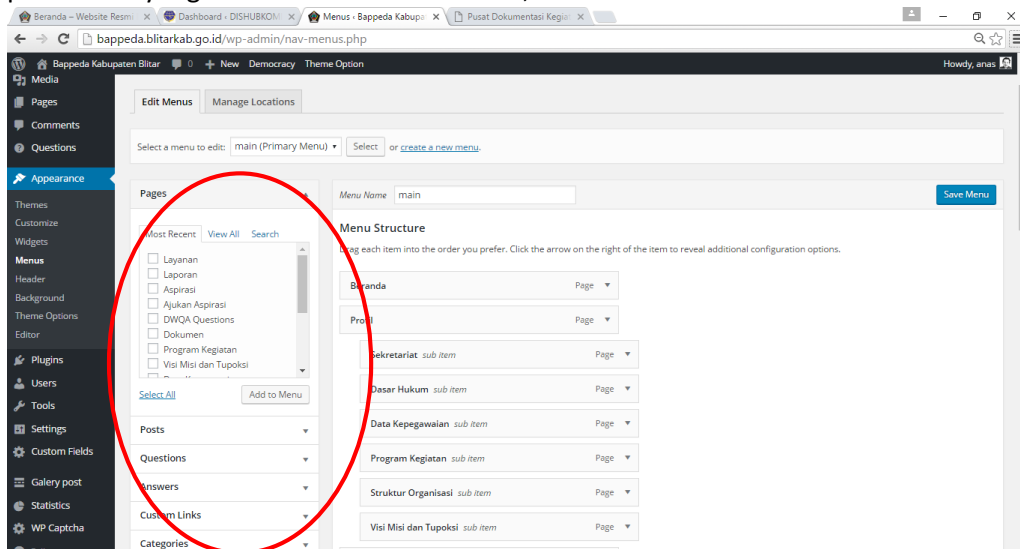 Beranda – Website Resmi
Dashboard ‹ DISHUBKOM
Menus ‹ Bappeda Kabupat
Pusat Dokumentasi Kegiat
bappeda.blitarkab.go.id/wp-admin/nav-menus.php
Bappeda Kabupaten Blitar 0 + New Democracy Theme Option Howdy, anas
Media
Pages
Comments
Questions
Appearance
Themes
Customize
Widgets
Menus
Header
Background
Theme Options
Editor
Plugins
Users
Tools
Settings
Custom Fields
Galery post
Statistics
WP Captcha
Edit Menus Manage Locations
Select a menu to edit: main (Primary Menu) Select or create a new menu.
Pages
Most Recent View All Search
Layanan
Laporan
Aspirasi
Ajukan Aspirasi
DWQA Questions
Dokumen
Program Kegiatan
Visi Misi dan Tupoksi
Select All Add to Menu
Posts
Questions
Answers
Custom Links
Categories
Menu Name main Save Menu
Menu Structure
Drag each item into the order you prefer. Click the arrow on the right of the item to reveal additional configuration options.
Beranda Page
Profil Page
Sekretariat sub item Page
Dasar Hukum sub item Page
Data Kepegawaian sub item Page
Program Kegiatan sub item Page
Struktur Organisasi sub item Page
Visi Misi dan Tupoksi sub item Page